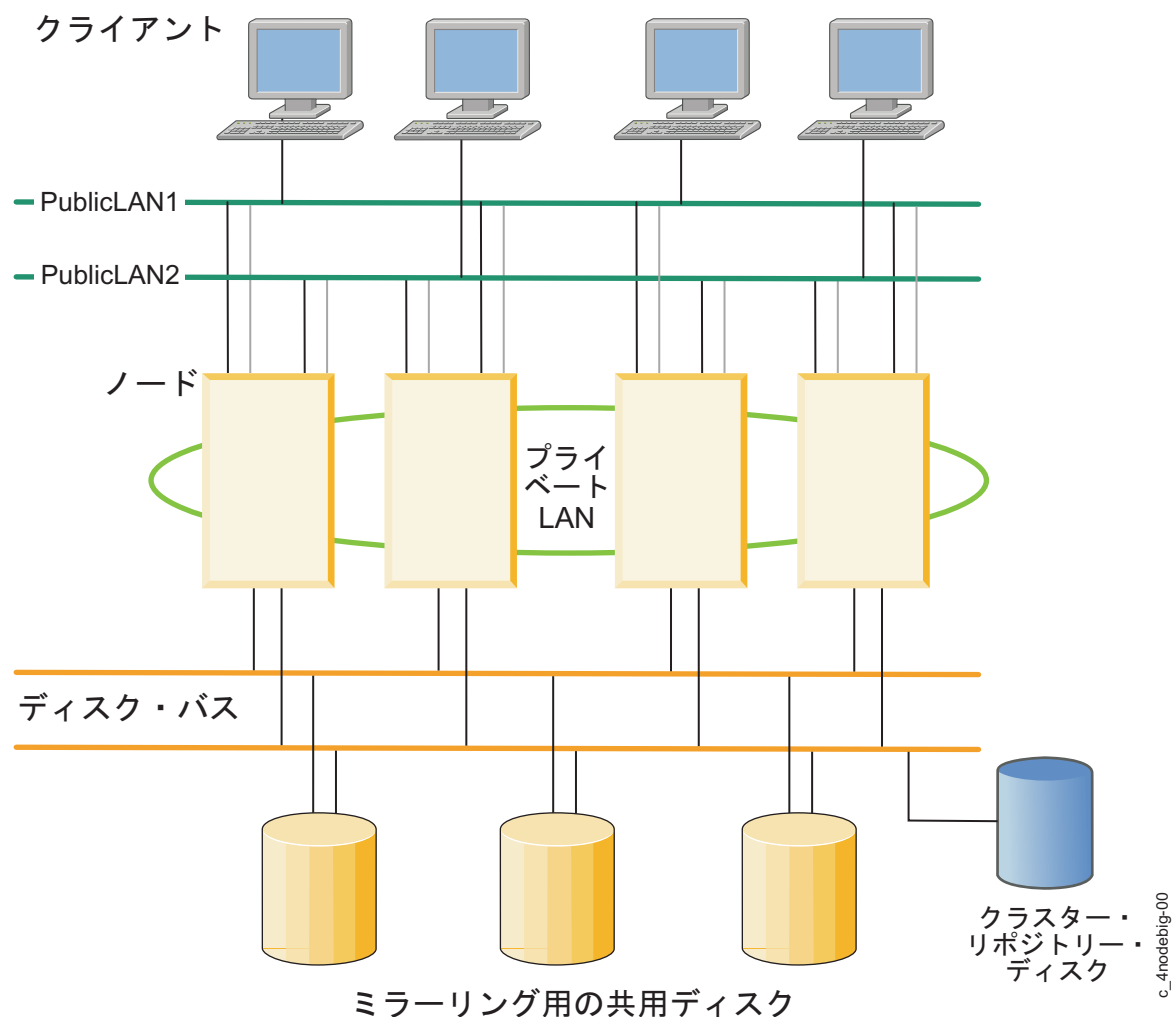 クライアント
PublicLAN1
PublicLAN2
ノード
プライ
ベート
LAN
ディスク・バス
クラスター・
リポジトリー・
ディスク
ミラーリング用の共用ディスク
c_4nodebig-00